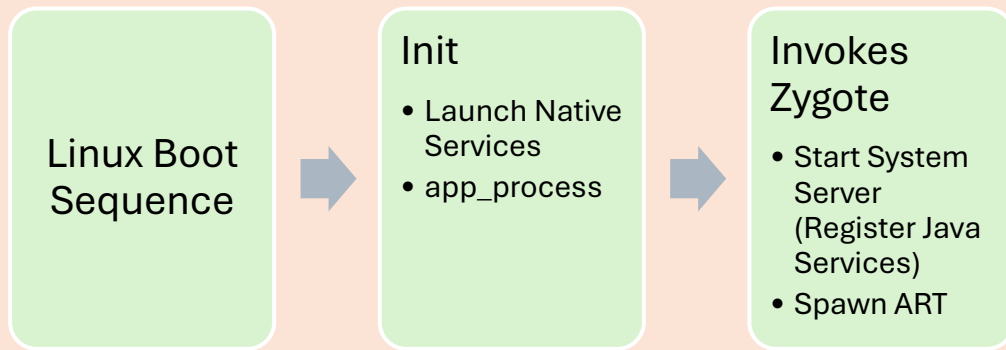 Linux Boot
Sequence
Init
• Launch Native
Services
• app_process
Invokes
Zygote
• Start System
Server
(Register Java
Services)
• Spawn ART